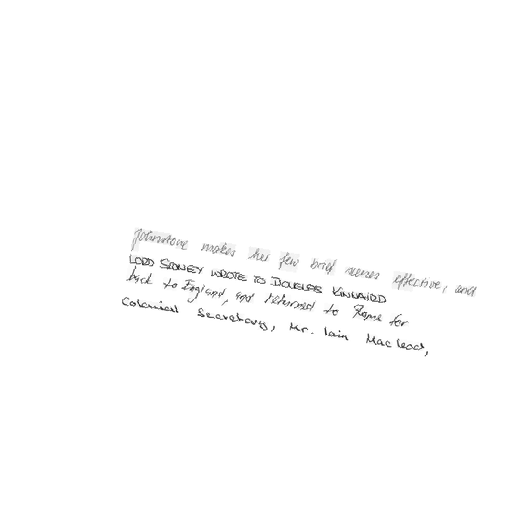 Johnstone makes her few brief scenes effective, and
LORD SIDNEY WROTE TO DOUGLAS KINNAIRD
back to England, and returned to Rome for
Colonial Secretary, Mr. Iain Macleod,